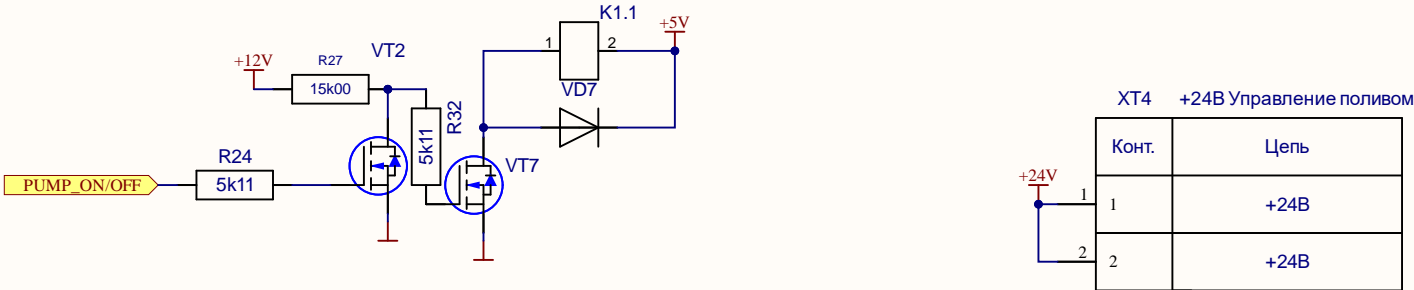 K1.1
+5V
1
2
VD7
+12V
R27
15k00
VT2
R32
5k11
VT7
PUMP_ON/OFF
R24
5k11
XT4 +24В Управление поливом
Конт. Цепь
+24V
1 1 +24В
2 2 +24В